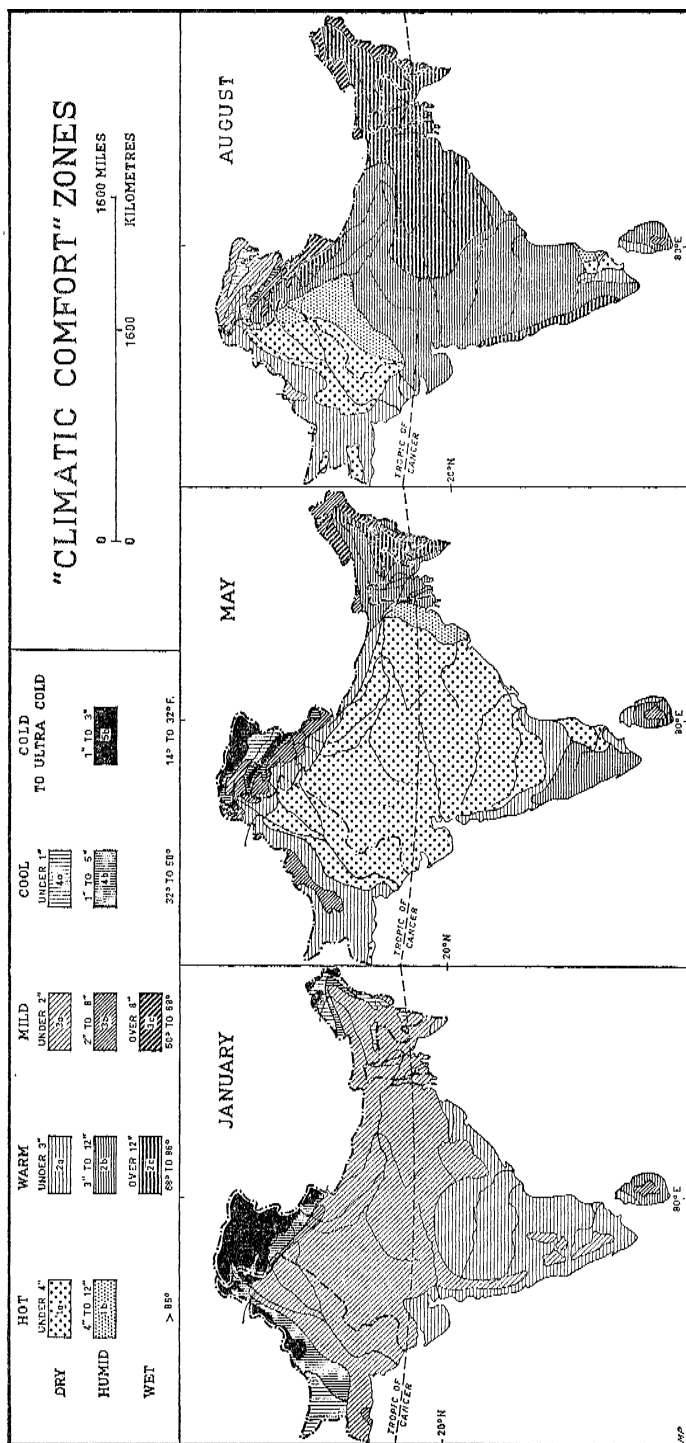 "CLIMATIC COMFORT" ZONES
0 1600 MILES
0 1600 KILOMETRES
HOT WARM MILD COOL COLD
TO ULTRA COLD
DRY UNDER 4" UNDER 3" UNDER 2" UNDER 1"
1a 2a 3a 4a
HUMID 4" TO 12" 3" TO 12" 2" TO 8" 1" TO 5" 1" TO 3"
1b 2b 3b 4b 5b
WET OVER 12" OVER 8"
2c 3c
> 86° 68° TO 86° 50° TO 68° 32° TO 50° 14° TO 32° F.
JANUARY
TROPIC OF
CANCER
20°N
80°E
MAY
TROPIC OF
CANCER
20°N
80°E
AUGUST
TROPIC OF
CANCER
20°N
80°E
MP